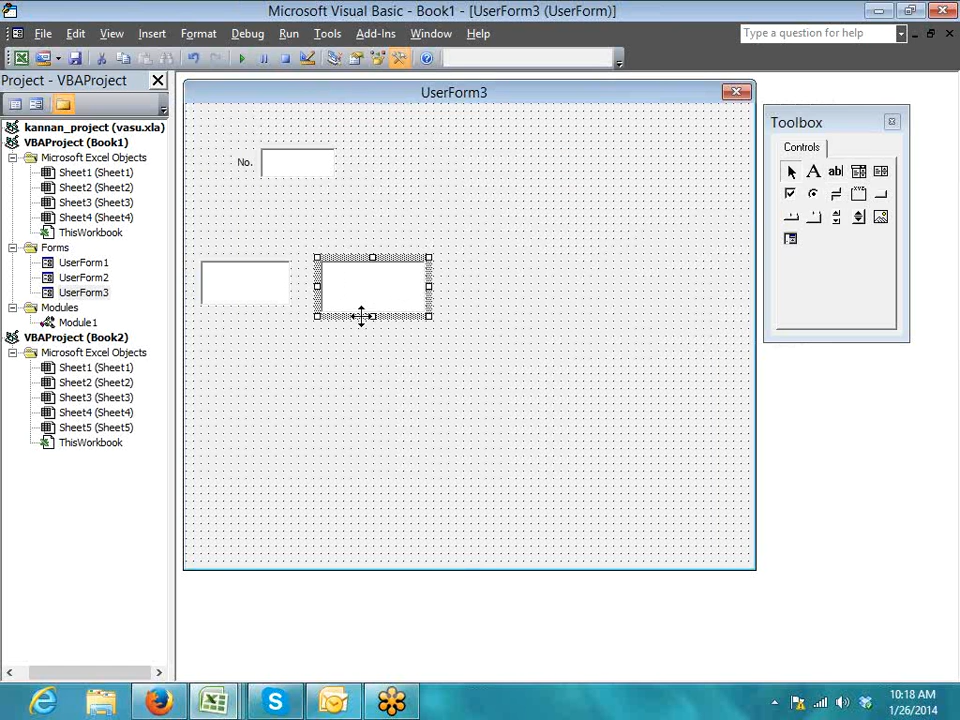 Microsoft Visual Basic - Book1 - [UserForm3 (UserForm)]
File Edit View Insert Format Debug Run Tools Add-Ins Window Help
Type a question for help
Project - VBAProject
kannan_project (vasu.xla)
VBAProject (Book1)
Microsoft Excel Objects
Sheet1 (Sheet1)
Sheet2 (Sheet2)
Sheet3 (Sheet3)
Sheet4 (Sheet4)
ThisWorkbook
Forms
UserForm1
UserForm2
UserForm3
Modules
Module1
VBAProject (Book2)
Microsoft Excel Objects
Sheet1 (Sheet1)
Sheet2 (Sheet2)
Sheet3 (Sheet3)
Sheet4 (Sheet4)
Sheet5 (Sheet5)
ThisWorkbook
UserForm3
No.
Toolbox
Controls
A ab|
XYZ
10:18 AM
1/26/2014